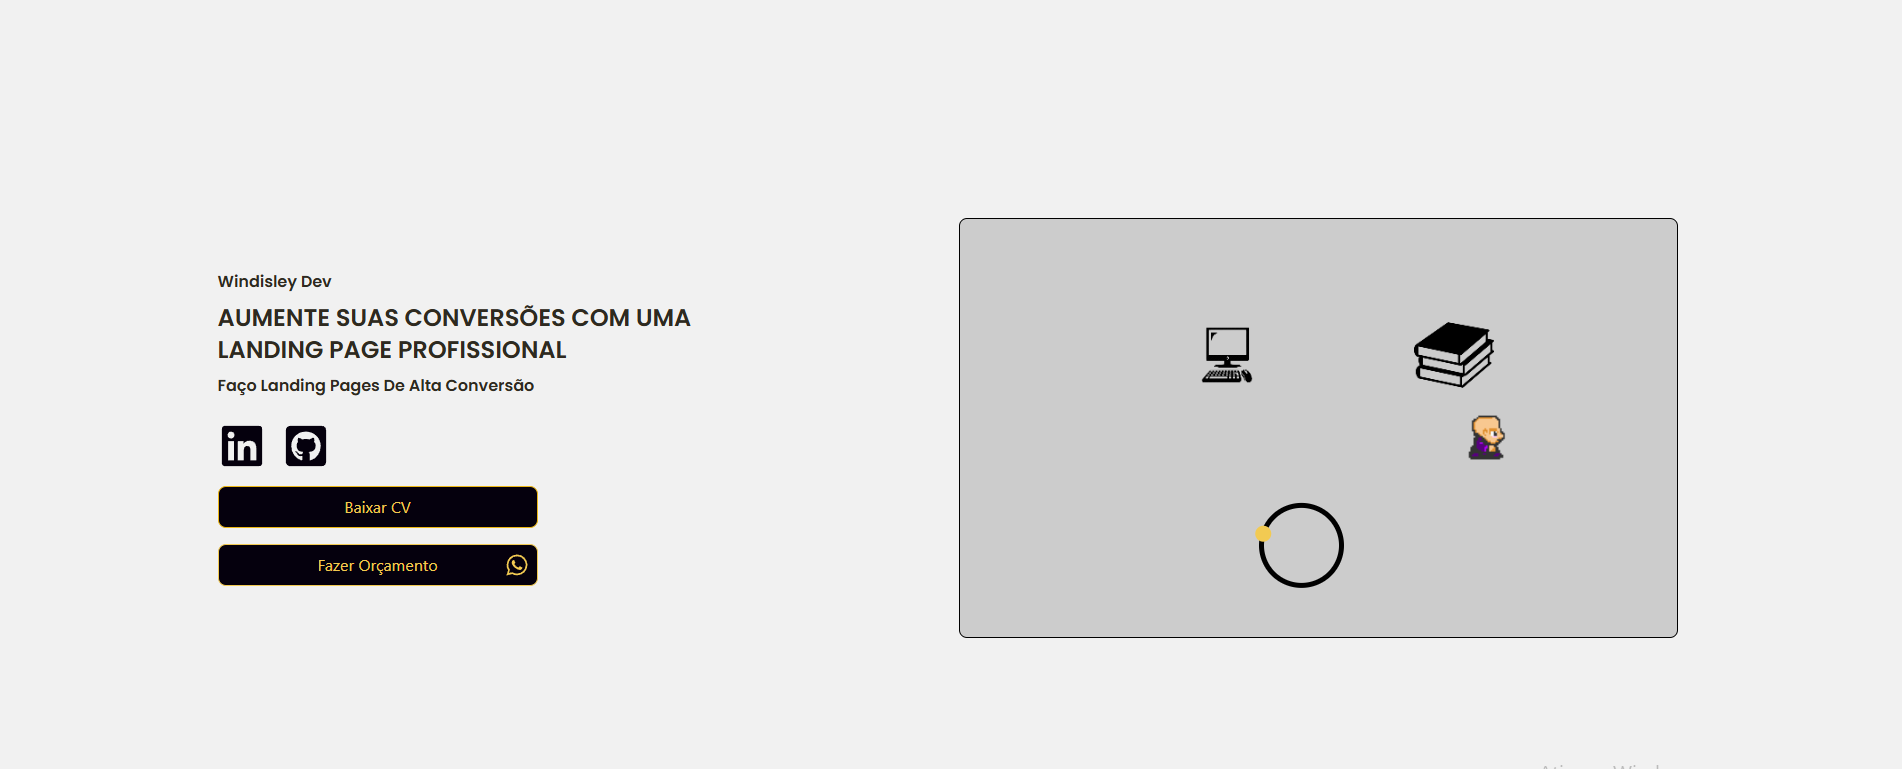 Windisley Dev
AUMENTE SUAS CONVERSÕES COM UMA
LANDING PAGE PROFISSIONAL
Faço Landing Pages De Alta Conversão
in
Baixar CV
Fazer Orçamento